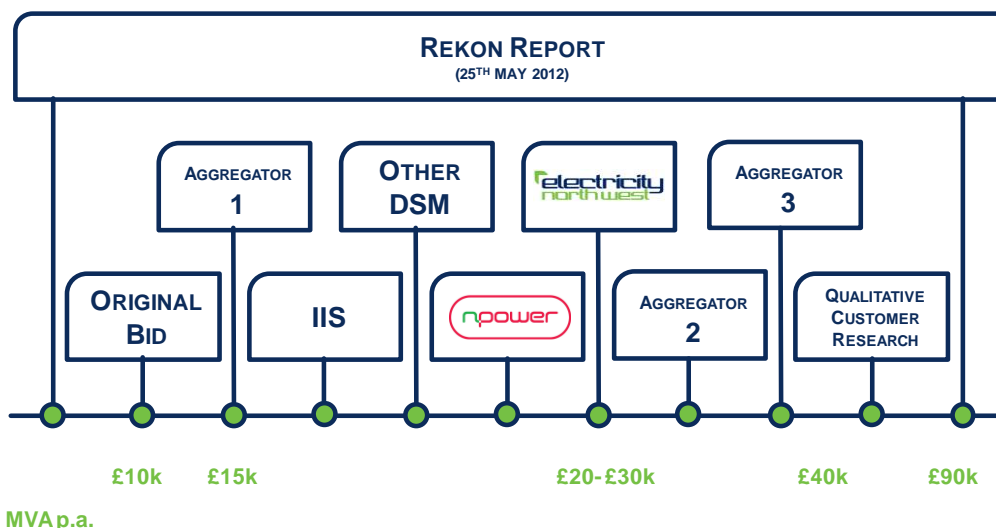 REKON REPORT
(25TH MAY 2012)
AGGREGATOR
1
OTHER
DSM
electricity
north west
AGGREGATOR
3
ORIGINAL
BID
IIS
npower
AGGREGATOR
2
QUALITATIVE
CUSTOMER
RESEARCH
£10k £15k £20-£30k £40k £90k
MVA p.a.